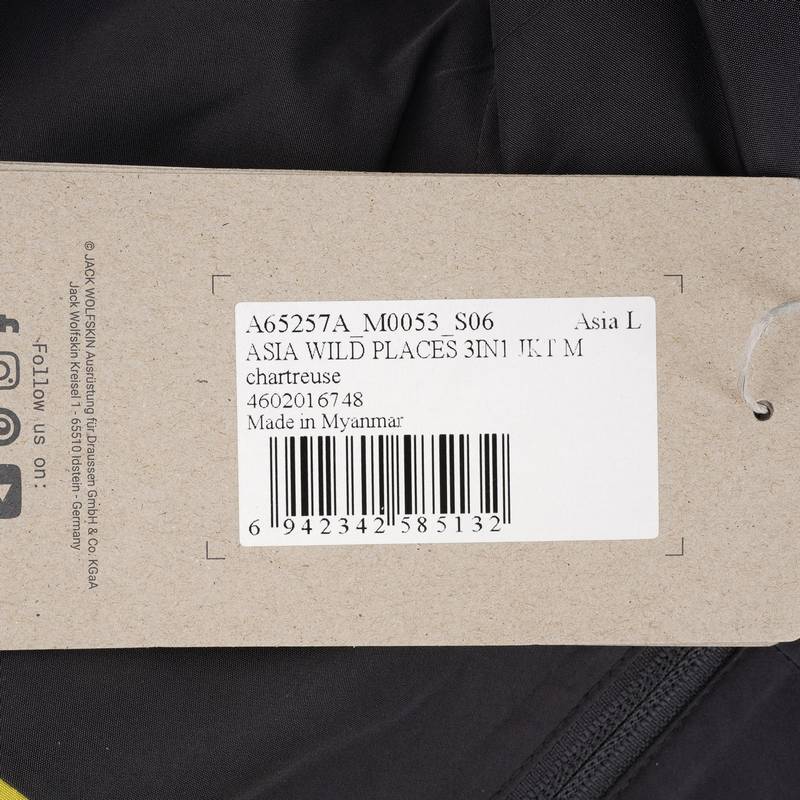 A65257A_M0053_S06 Asia L
ASIA WILD PLACES 3IN1 JKT M
chartreuse
4602016748
Made in Myanmar
6 942342 585132
Follow us on:
© JACK WOLFSKIN Ausrüstung für Draussen GmbH & Co. KGaA
Jack Wolfskin Kreisel 1 - 65510 Idstein - Germany